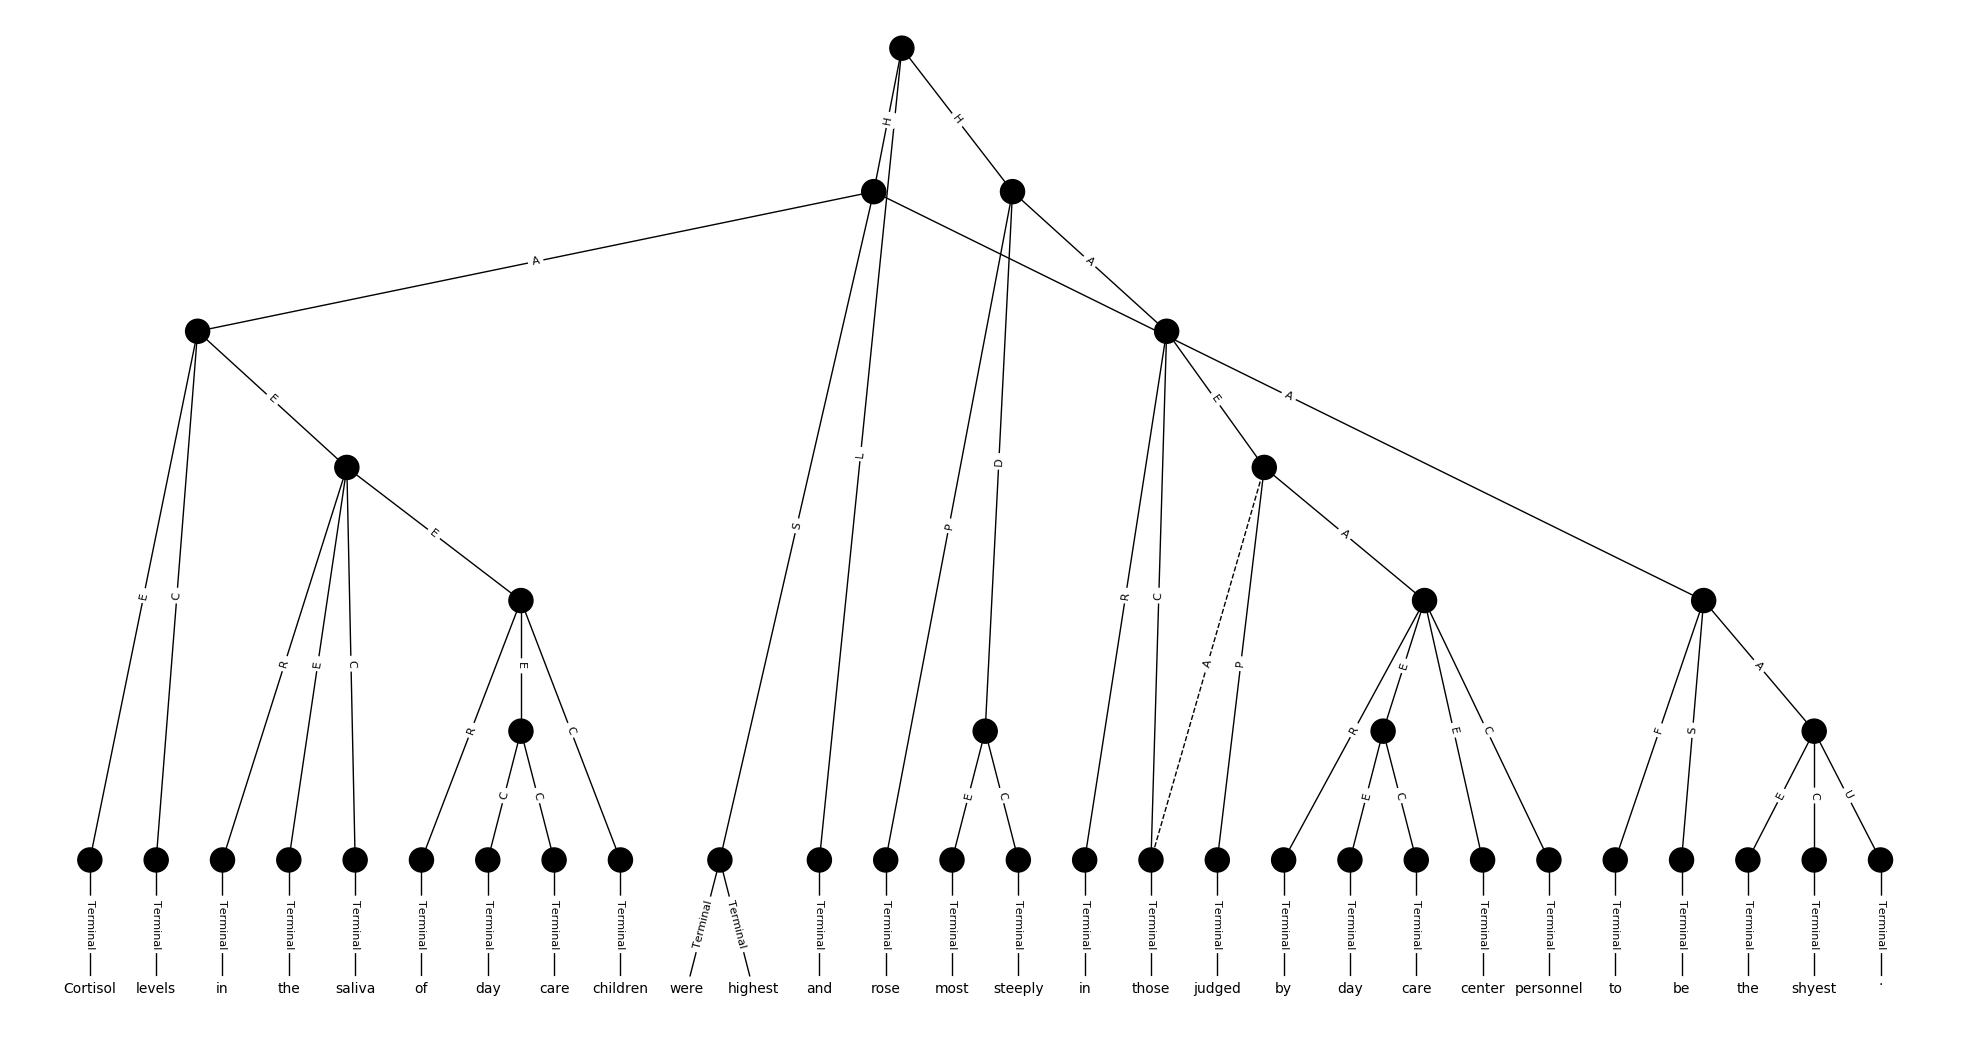 H H
A A
E E A
E D A
S L P
E C R E C E R C A P R E E C F S A
R C C C E C R E C E C U
Terminal Terminal Terminal Terminal Terminal Terminal Terminal Terminal Terminal Terminal Terminal Terminal Terminal Terminal Terminal Terminal Terminal Terminal Terminal Terminal Terminal Terminal Terminal Terminal Terminal Terminal Terminal Terminal
Cortisol levels in the saliva of day care children were highest and rose most steeply in those judged by day care center personnel to be the shyest .